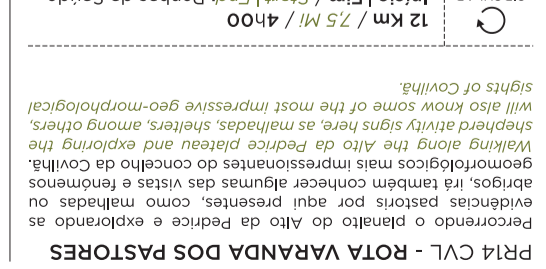 PR14 CVL - ROTA VARANDA DOS PASTORES
Percorrendo o planalto do Alto da Pedrice e explorando as
evidências pastoris por aqui presentes, como malhadas ou
abrigos, irá também conhecer algumas das vistas e fenómenos
geomorfológicos mais impressionantes do concelho da Covilhã.
Walking along the Alto da Pedrice plateau and exploring the
shepherd ativity signs here, as malhadas, shelters, among others,
will also know some of the most impressive geo-morphological
sights of Covilhã.
12 Km / 7,5 Mi / 4h00